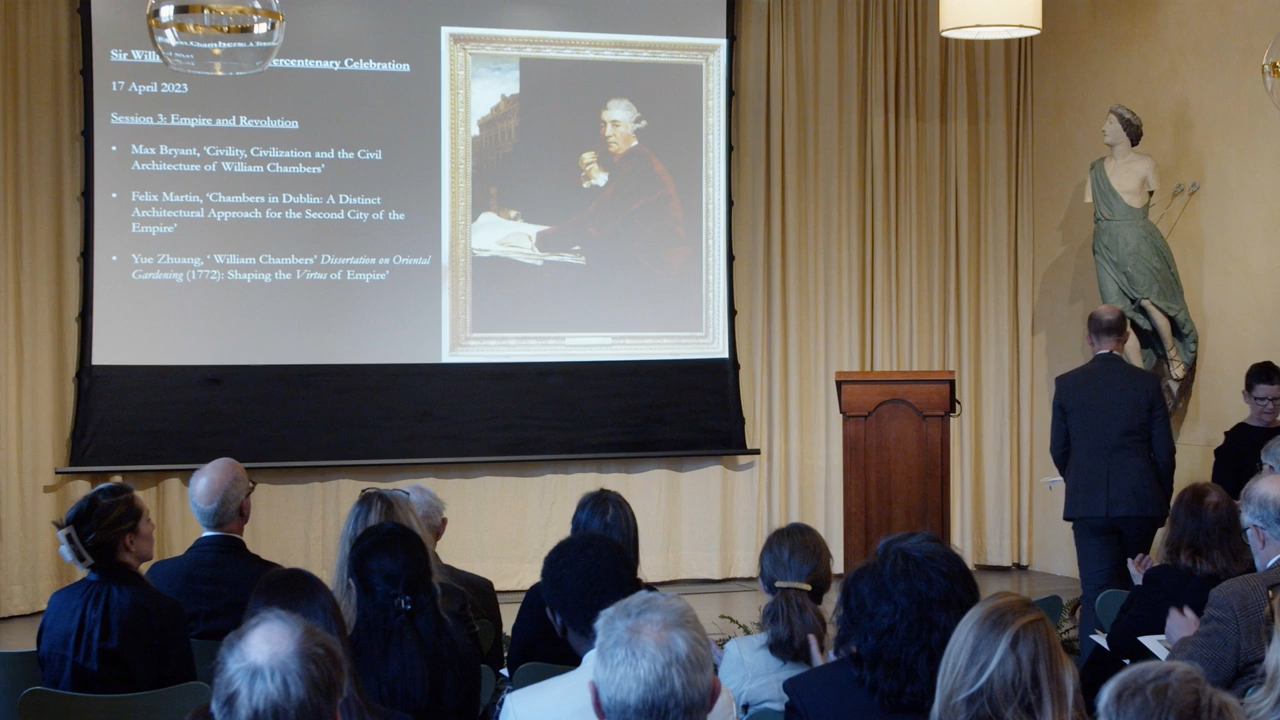 Sir Will ercentenary Celebration
17 April 2023
Session 3: Empire and Revolution
• Max Bryant, ‘Civility, Civilization and the Civil
Architecture of William Chambers’
• Felix Martin, ‘Chambers in Dublin: A Distinct
Architectural Approach for the Second City of the
Empire’
• Yue Zhuang, ‘ William Chambers’ Dissertation on Oriental
Gardening (1772): Shaping the Virtus of Empire’